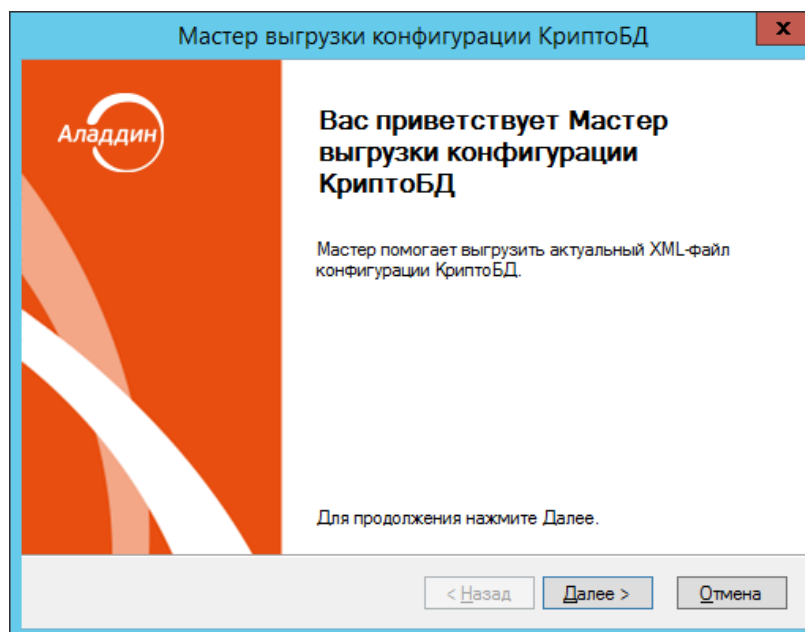 Мастер выгрузки конфигурации КриптоБД
x
Аладдин
Вас приветствует Мастер
выгрузки конфигурации
КриптоБД
Мастер помогает выгрузить актуальный XML-файл
конфигурации КриптоБД.
Для продолжения нажмите Далее.
< Назад
Далее >
Отмена